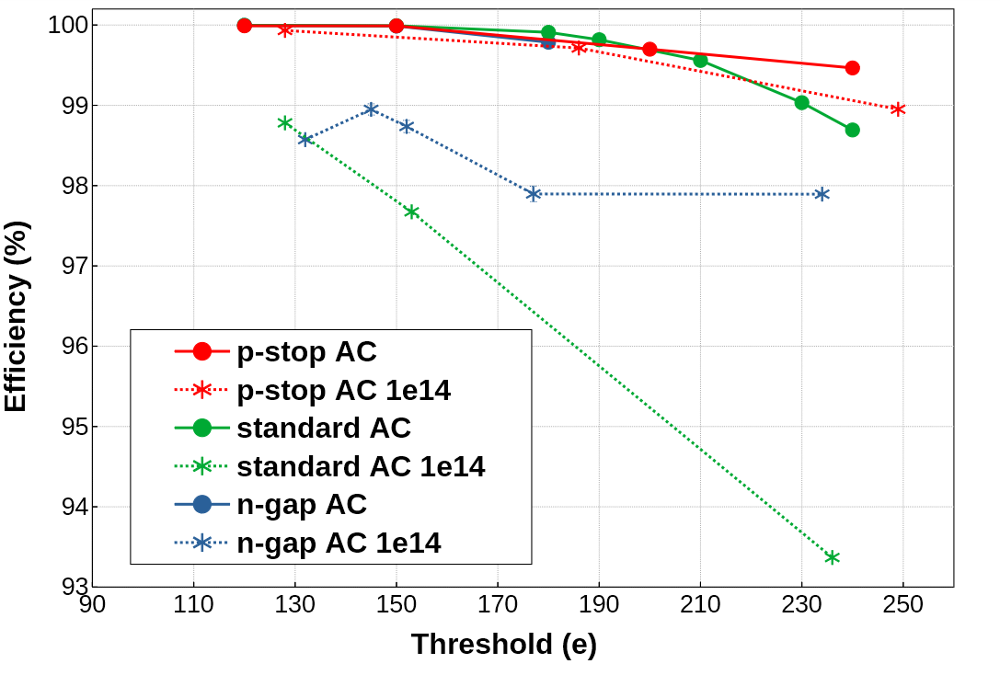 100
99
98
97
96
95
94
93
Efficiency (%)
p-stop AC
p-stop AC 1e14
standard AC
standard AC 1e14
n-gap AC
n-gap AC 1e14
90 110 130 150 170 190 210 230 250
Threshold (e)